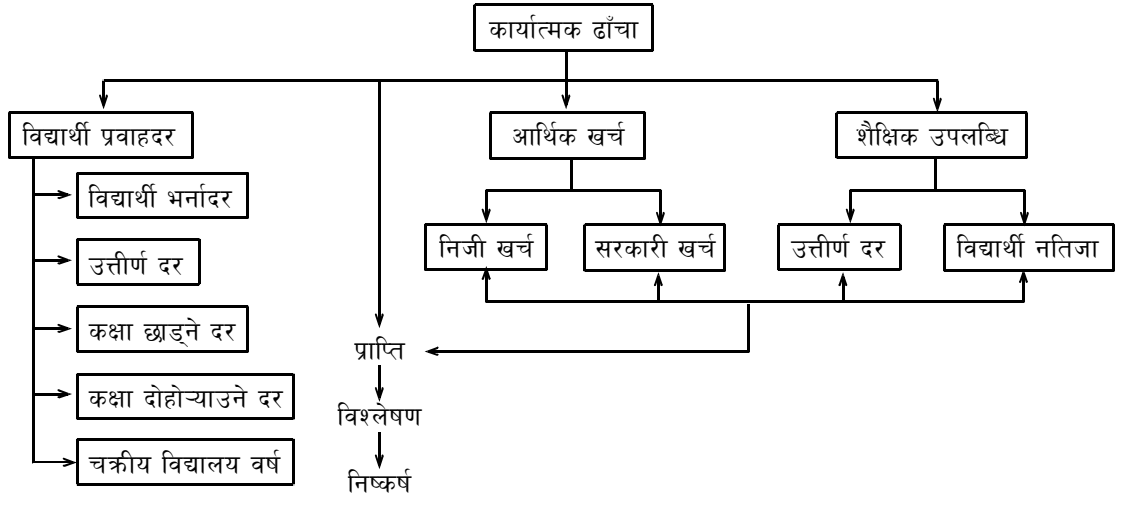 कार्यात्मक ढाँचा
विद्यार्थी प्रवाहदर
आर्थिक खर्च
शैक्षिक उपलब्धि
विद्यार्थी भर्नादर
निजी खर्च
सरकारी खर्च
उत्तीर्ण दर
विद्यार्थी नतिजा
उत्तीर्ण दर
कक्षा छाड्ने दर
प्राप्ति
कक्षा दोहोऱ्याउने दर
विश्लेषण
चक्रीय विद्यालय वर्ष
निष्कर्ष